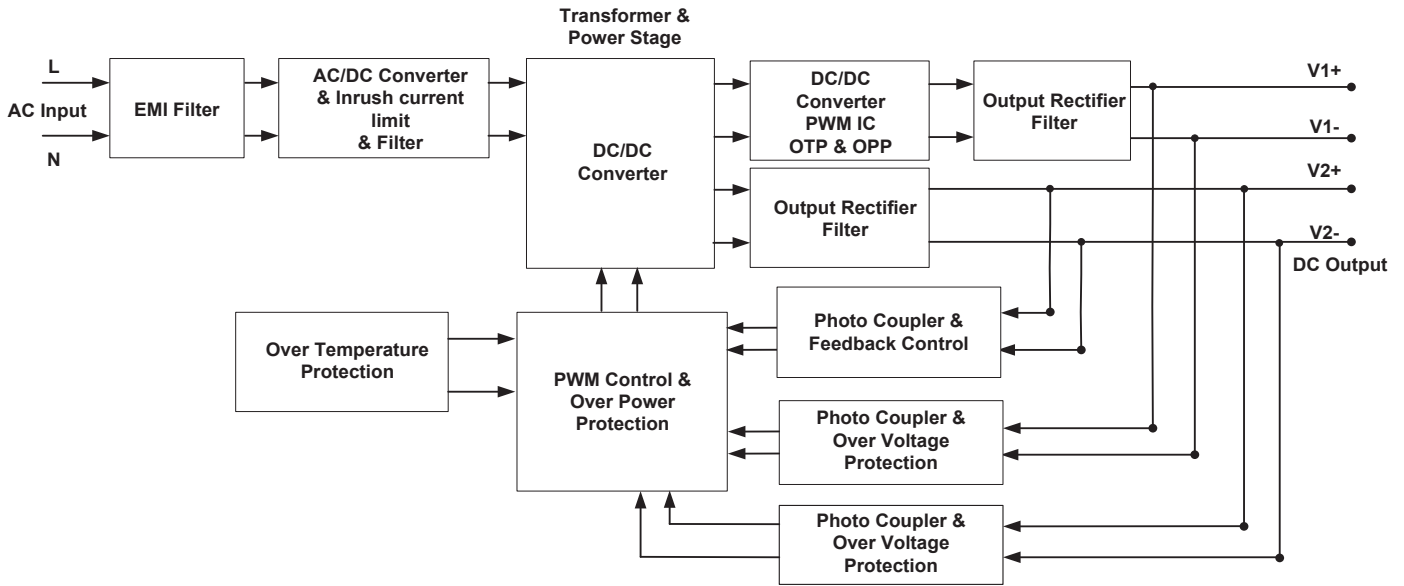 Transformer &
Power Stage
L
AC Input
N
EMI Filter
AC/DC Converter
& Inrush current
limit
& Filter
DC/DC
Converter
DC/DC
Converter
PWM IC
OTP & OPP
Output Rectifier
Filter
V1+
V1-
V2+
V2-
DC Output
Output Rectifier
Filter
Over Temperature
Protection
PWM Control &
Over Power
Protection
Photo Coupler &
Feedback Control
Photo Coupler &
Over Voltage
Protection
Photo Coupler &
Over Voltage
Protection